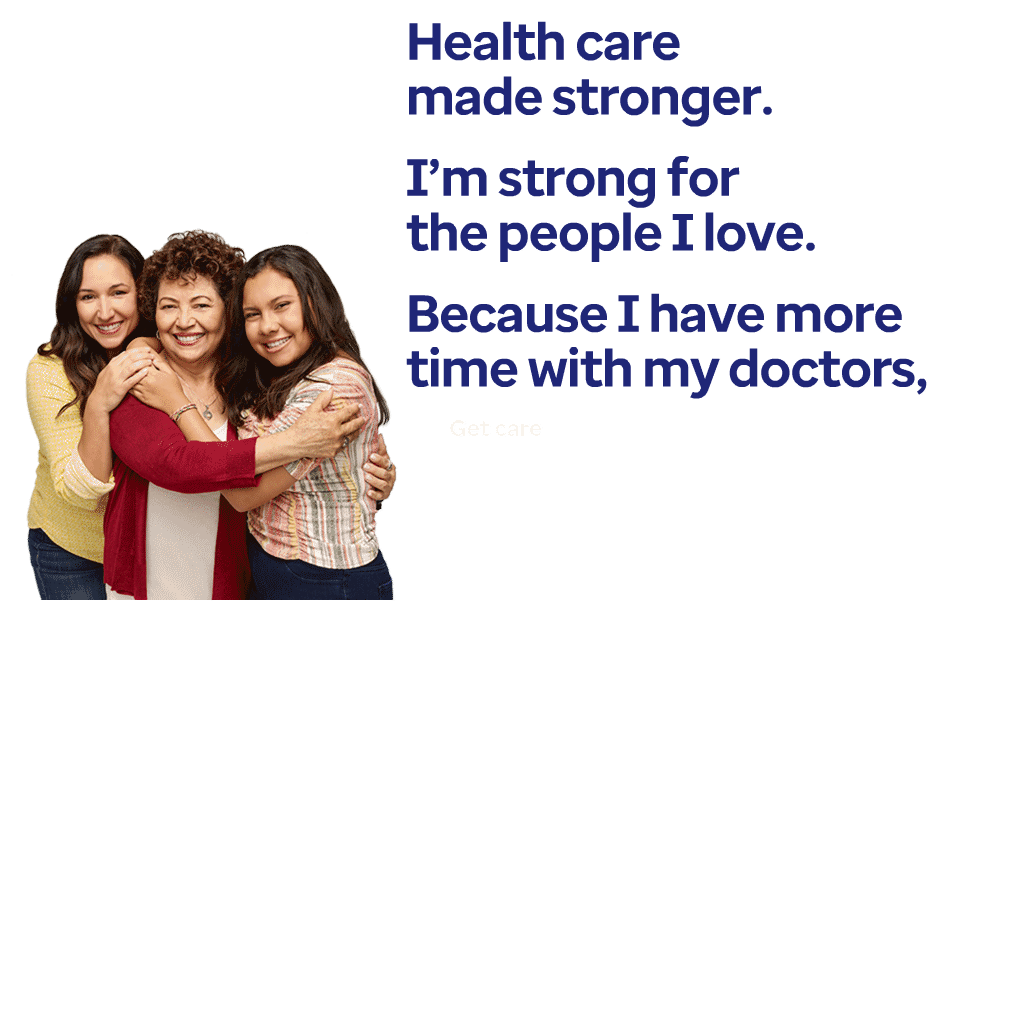 Health care
made stronger.
I’m strong for
the people I love.
Because I have more
time with my doctors,
Get care